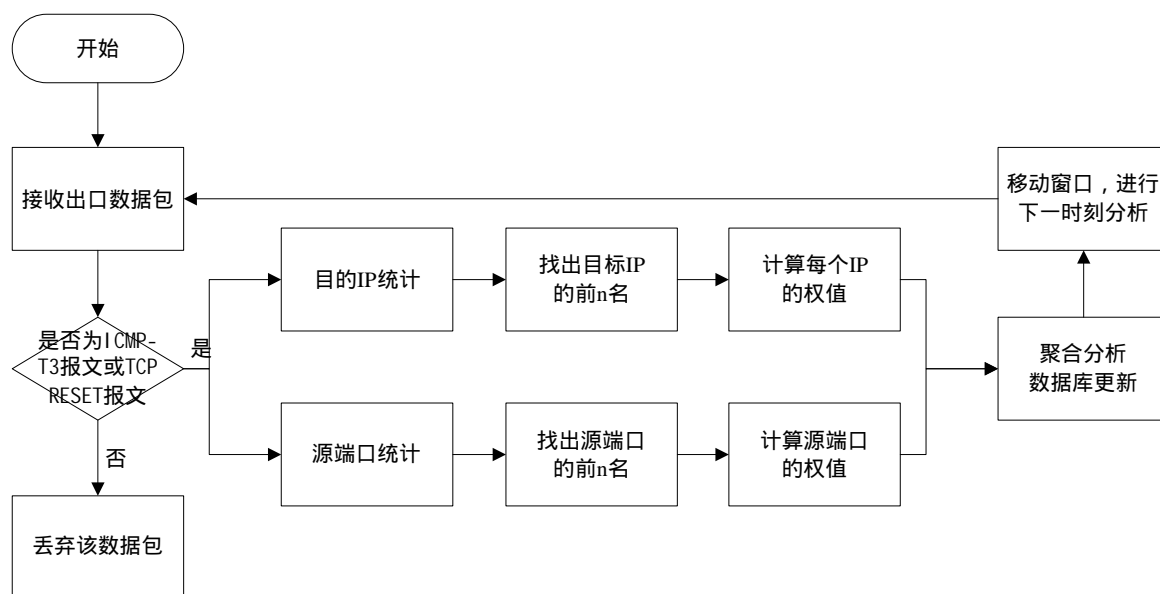 开始
接收出口数据包
移动窗口，进行
下一时刻分析
目的IP统计
找出目标IP
的前n名
计算每个IP
的权值
是否为ICMP-
T3报文或TCP
RESET报文
是
聚合分析
数据库更新
源端口统计
找出源端口
的前n名
计算源端口
的权值
否
丢弃该数据包